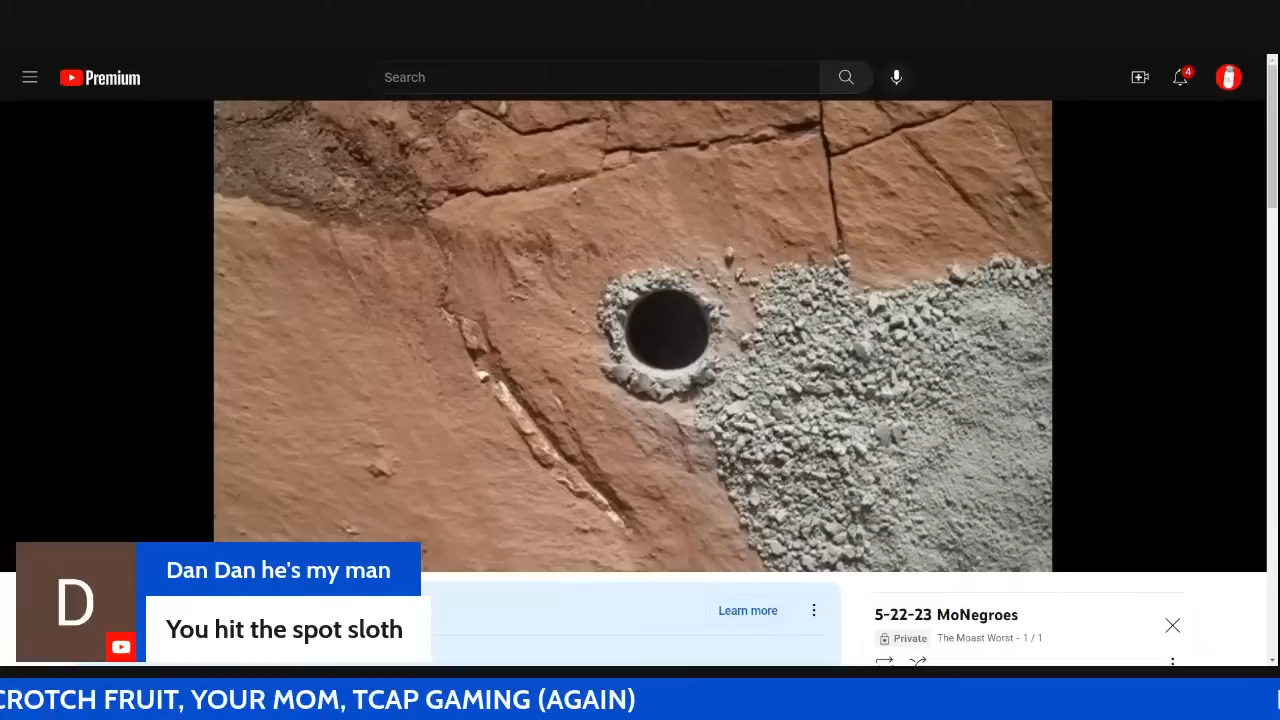 Premium
Search
4
Dan Dan he's my man
D
You hit the spot sloth
Learn more
5-22-23 MoNegroes
Private
The Moast Worst - 1 / 1
CROTCH FRUIT, YOUR MOM, TCAP GAMING (AGAIN)